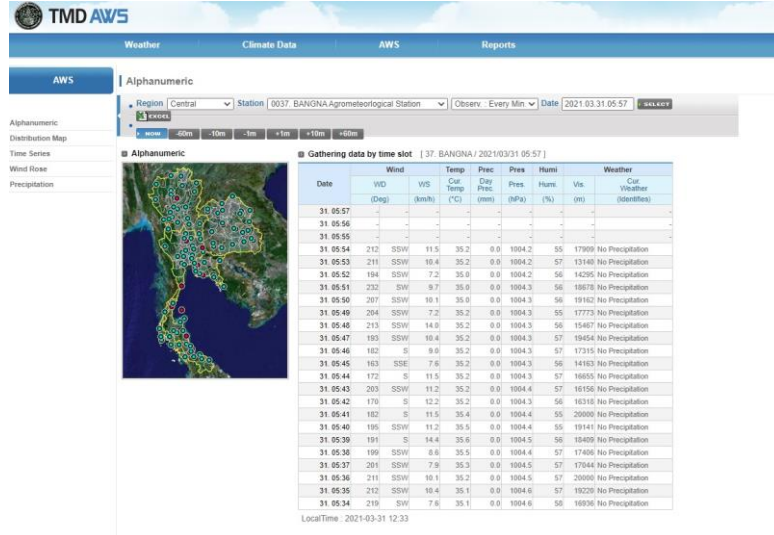 TMD AWS
Weather Climate Data AWS Reports
AWS
Alphanumeric
Distribution Map
Time Series
Wind Rose
Precipitation
Alphanumeric
Region Central Station 0037. BANGNA Agrometeorlogical Station Observ. : Every Min Date 2021.03.31.05:57 SELECT
EXCEL
NOW -60m -10m -1m +1m +10m +60m
Alphanumeric
Gathering data by time slot [ 37. BANGNA / 2021/03/31 05:57 ]
Date Wind Temp Prec Pres Humi Weather
WD WS Cur. Temp Day Prec. Pres. Humi. Vis. Cur. Weather
(Deg) (km/h) (°C) (mm) (hPa) (%) (m) (Identifies)
31. 05:57 - - - - - - - - -
31. 05:56 - - - - - - - - -
31. 05:55 - - - - - - - - -
31. 05:54 212 SSW 11.5 35.2 0.0 1004.2 55 17909 No Precipitation
31. 05:53 211 SSW 10.4 35.2 0.0 1004.2 57 13140 No Precipitation
31. 05:52 194 SSW 7.2 35.0 0.0 1004.2 56 14295 No Precipitation
31. 05:51 232 SW 9.7 35.0 0.0 1004.3 56 18678 No Precipitation
31. 05:50 207 SSW 10.1 35.0 0.0 1004.3 56 19162 No Precipitation
31. 05:49 204 SSW 7.2 35.2 0.0 1004.3 55 17773 No Precipitation
31. 05:48 213 SSW 14.0 35.2 0.0 1004.3 56 15467 No Precipitation
31. 05:47 193 SSW 10.4 35.2 0.0 1004.3 57 19454 No Precipitation
31. 05:46 182 S 9.0 35.2 0.0 1004.3 57 17315 No Precipitation
31. 05:45 163 SSE 7.6 35.2 0.0 1004.3 56 14163 No Precipitation
31. 05:44 172 S 11.5 35.2 0.0 1004.3 57 16655 No Precipitation
31. 05:43 203 SSW 11.2 35.2 0.0 1004.4 57 16156 No Precipitation
31. 05:42 170 S 12.2 35.2 0.0 1004.3 56 16318 No Precipitation
31. 05:41 182 S 11.5 35.4 0.0 1004.4 55 20000 No Precipitation
31. 05:40 195 SSW 11.2 35.5 0.0 1004.4 55 19141 No Precipitation
31. 05:39 191 S 14.4 35.6 0.0 1004.5 56 18409 No Precipitation
31. 05:38 199 SSW 8.6 35.5 0.0 1004.4 57 17406 No Precipitation
31. 05:37 201 SSW 7.9 35.3 0.0 1004.5 57 17044 No Precipitation
31. 05:36 211 SSW 10.1 35.2 0.0 1004.5 57 20000 No Precipitation
31. 05:35 212 SSW 10.4 35.1 0.0 1004.6 57 19220 No Precipitation
31. 05:34 219 SW 7.6 35.1 0.0 1004.6 58 16936 No Precipitation
LocalTime : 2021-03-31 12:33